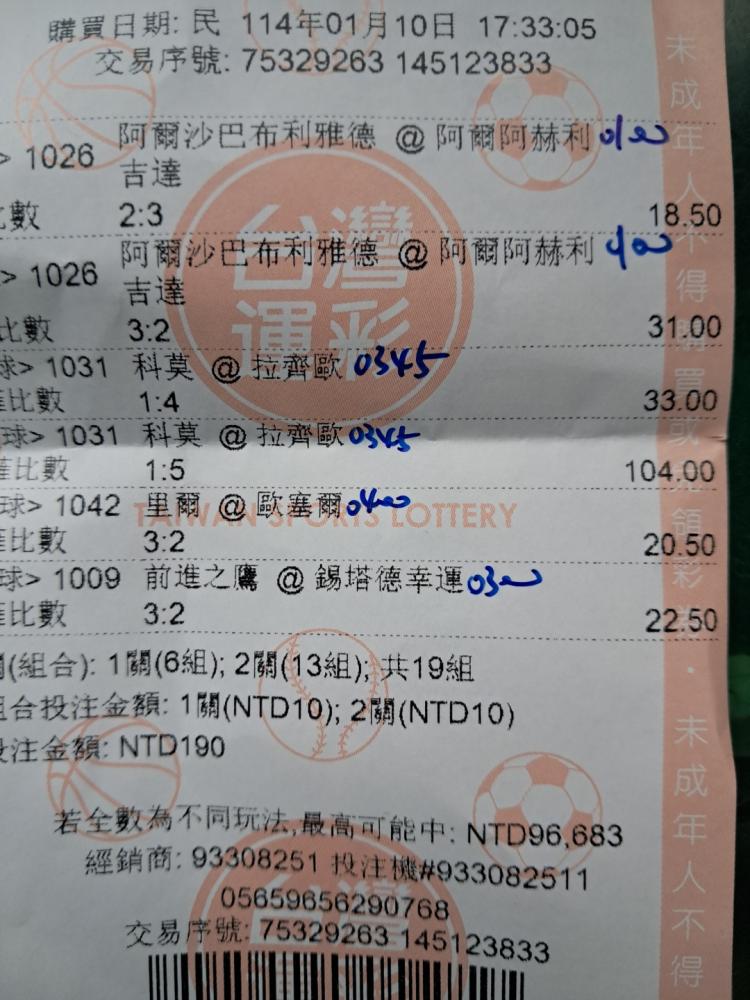 購買日期: 民 114年01月10日 17:33:05
交易序號: 75329263 145123833
> 1026 阿爾沙巴布利雅德 @ 阿爾阿赫利
吉達
比數 2:3 18.50
> 1026 阿爾沙巴布利雅德 @ 阿爾阿赫利
吉達
比數 3:2 31.00
球> 1031 科莫 @ 拉齊歐 0345
比數 1:4 33.00
球> 1031 科莫 @ 拉齊歐 0345
比數 1:5 104.00
球> 1042 里爾 @ 歐塞爾 0400
比數 3:2 20.50
球> 1009 前進之鷹 @ 錫塔德幸運 0300
比數 3:2 22.50
(組合): 1關(6組); 2關(13組); 共19組
組合投注金額: 1關(NTD10); 2關(NTD10)
投注金額: NTD190
若全數為不同玩法,最高可能中: NTD96,683
經銷商: 93308251 投注機#933082511
05659656290768
交易序號: 75329263 145123833
台灣
運彩
TAIWAN SPORTS LOTTERY
未成年人不得購買或兌領彩券・未成年人不得